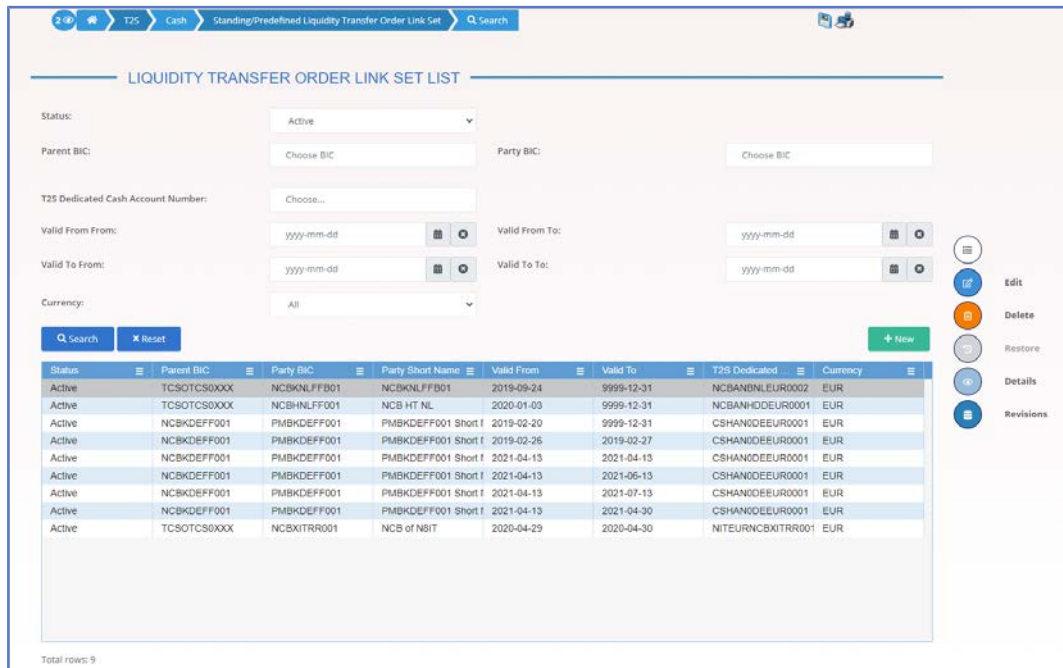 2 T2S Cash Standing/Predefined Liquidity Transfer Order Link Set Search
LIQUIDITY TRANSFER ORDER LINK SET LIST
Status: Active
Parent BIC: Choose BIC Party BIC: Choose BIC
T2S Dedicated Cash Account Number: Choose...
Valid From From: yyyy-mm-dd Valid From To: yyyy-mm-dd
Valid To From: yyyy-mm-dd Valid To To: yyyy-mm-dd
Currency: All
Edit
Delete
Restore
Details
Revisions
Search Reset + New
Status Parent BIC Party BIC Party Short Name Valid From Valid To T2S Dedicated ... Currency
Active TCSOTCS0XXX NCBKNLFFB01 NCBKNLFFB01 2019-09-24 9999-12-31 NCBANBNLEUR0002 EUR
Active TCSOTCS0XXX NCBHNLFF001 NCB HT NL 2020-01-03 9999-12-31 NCBANHDDEUR0001 EUR
Active NCBKDEFF001 PMBKDEFF001 PMBKDEFF001 Short 2019-02-20 9999-12-31 CSHAN0DEEUR0001 EUR
Active NCBKDEFF001 PMBKDEFF001 PMBKDEFF001 Short 2019-02-26 2019-02-27 CSHAN0DEEUR0001 EUR
Active NCBKDEFF001 PMBKDEFF001 PMBKDEFF001 Short 2021-04-13 2021-04-13 CSHAN0DEEUR0001 EUR
Active NCBKDEFF001 PMBKDEFF001 PMBKDEFF001 Short 2021-04-13 2021-06-13 CSHAN0DEEUR0001 EUR
Active NCBKDEFF001 PMBKDEFF001 PMBKDEFF001 Short 2021-04-13 2021-07-13 CSHAN0DEEUR0001 EUR
Active NCBKDEFF001 PMBKDEFF001 PMBKDEFF001 Short 2021-04-13 2021-04-30 CSHAN0DEEUR0001 EUR
Active TCSOTCS0XXX NCBXITRR001 NCB of N8IT 2020-04-29 2020-04-30 NITEURNCBXITRR001 EUR
Total rows: 9